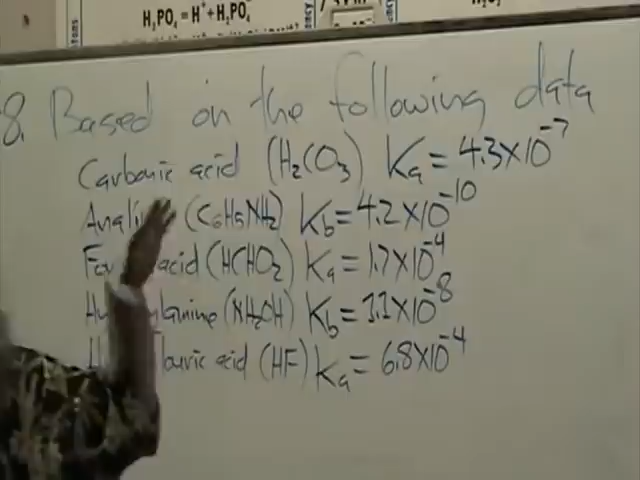 H₃PO₄ = H⁺ + H₂PO₄⁻
8. Based on the following data
Carbonic acid (H₂CO₃) Ka = 4.3×10⁻⁷
(C₆H₅NH₂) Kb = 4.2×10⁻¹⁰
acid (HCHO₂) Ka = 1.7×10⁻⁴
(NH₂OH) Kb = 1.1×10⁻⁸
acid (HF) Ka = 6.8×10⁻⁴